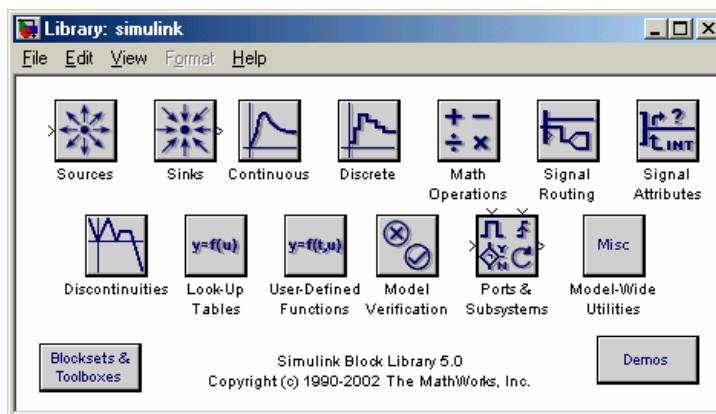 Library: simulink
File Edit View Format Help
? INT
+ − ÷ ×
Sources Sinks Continuous Discrete Math Operations Signal Routing Signal Attributes
y=f(u) y=f(t,u) Y N Misc
Discontinuities Look-Up Tables User-Defined Functions Model Verification Ports & Subsystems Model-Wide Utilities
Blocksets & Toolboxes
Simulink Block Library 5.0
Copyright (c) 1990-2002 The MathWorks, Inc.
Demos